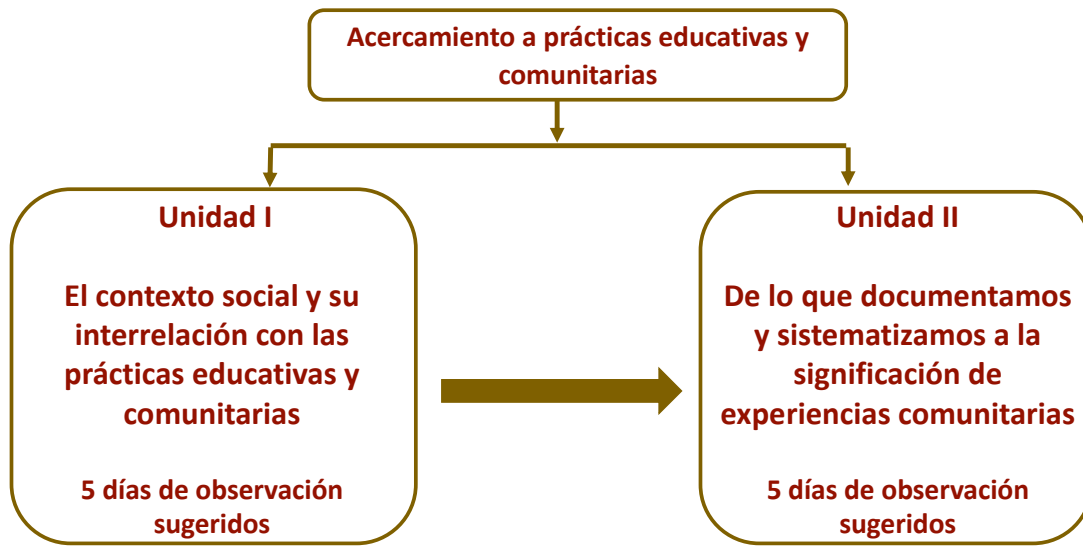 Acercamiento a prácticas educativas y
comunitarias
Unidad I
El contexto social y su
interrelación con las
prácticas educativas y
comunitarias
5 días de observación
sugeridos
Unidad II
De lo que documentamos
y sistematizamos a la
significación de
experiencias comunitarias
5 días de observación
sugeridos